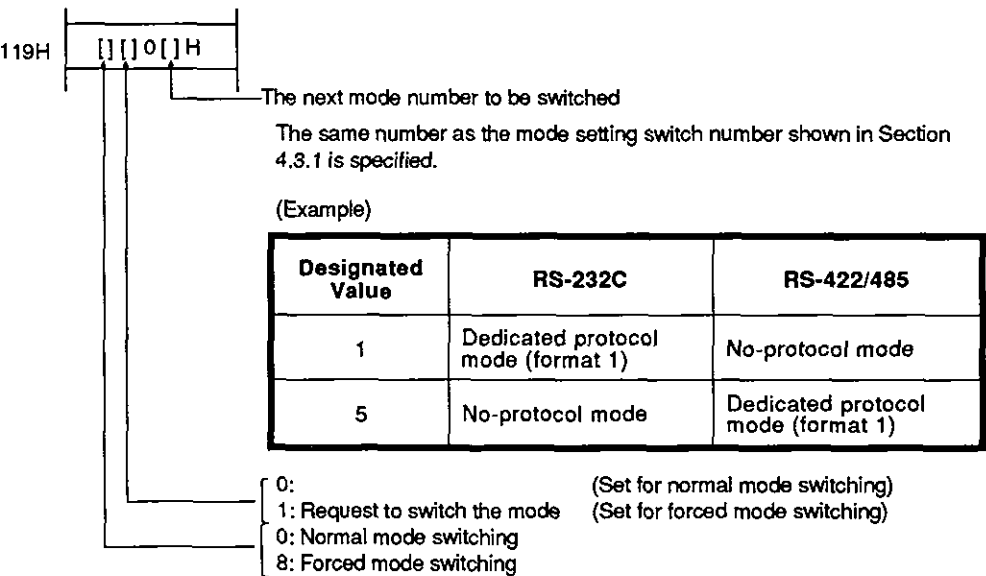 119H [] [] 0 [] H
The next mode number to be switched
The same number as the mode setting switch number shown in Section
4.3.1 is specified.
(Example)
Designated Value RS-232C RS-422/485
1 Dedicated protocol mode (format 1) No-protocol mode
5 No-protocol mode Dedicated protocol mode (format 1)
0: (Set for normal mode switching)
1: Request to switch the mode (Set for forced mode switching)
0: Normal mode switching
8: Forced mode switching